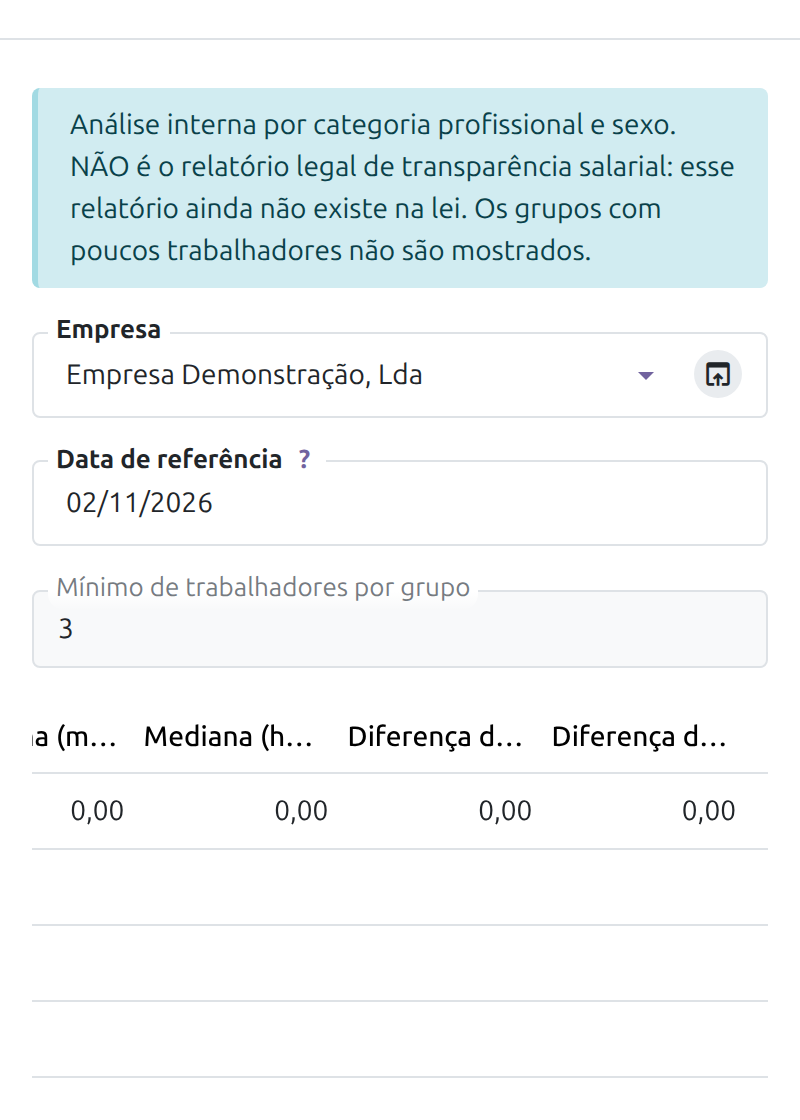 Análise interna por categoria profissional e sexo.
NÃO é o relatório legal de transparência salarial: esse
relatório ainda não existe na lei. Os grupos com
poucos trabalhadores não são mostrados.
Empresa
Empresa Demonstração, Lda
Data de referência ?
02/11/2026
Mínimo de trabalhadores por grupo
3
(m… Mediana (h… Diferença d… Diferença d…
0,00 0,00 0,00 0,00